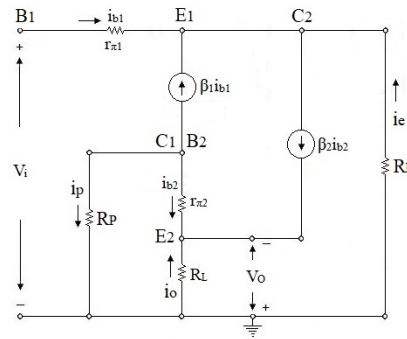 B1 ib1 E1 C2
+ rπ1
β1ib1 ie
C1 B2 β2ib2
Vi ip ib2 rπ2 R
RP
E2 −
io RL VO
− +